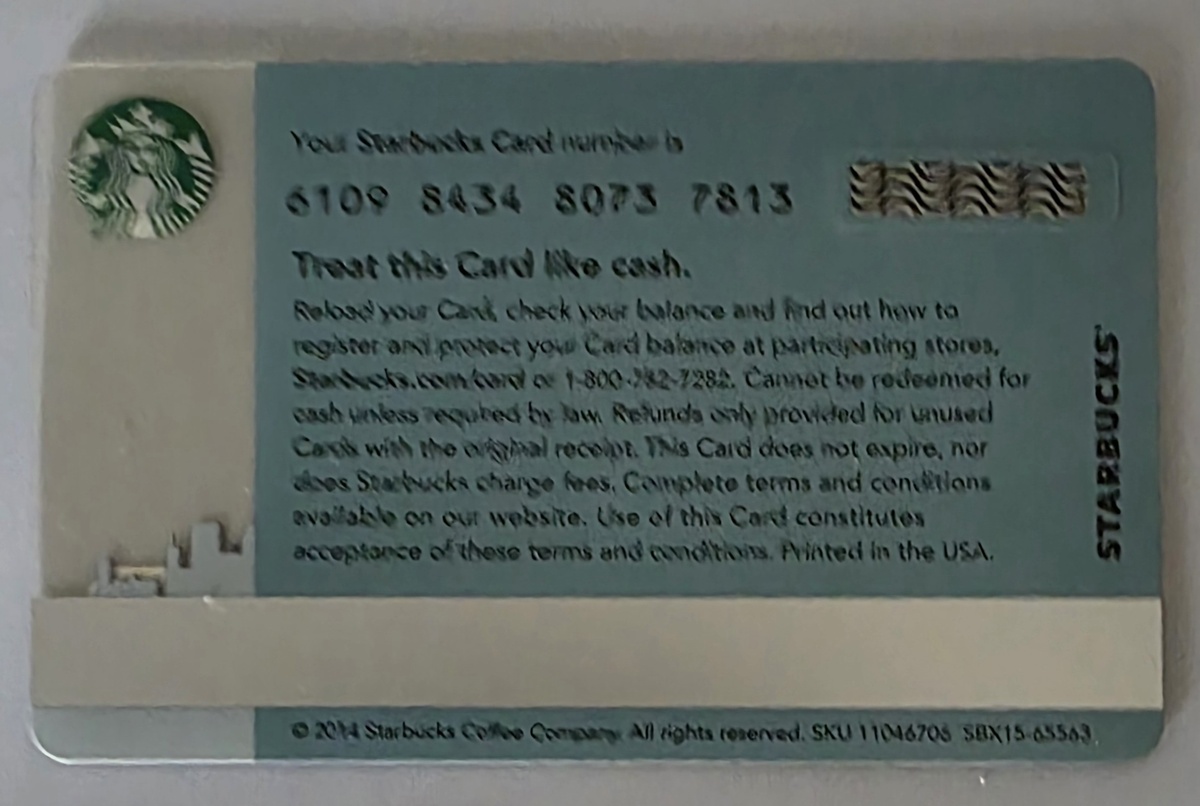 Your Starbucks Card number is
6109 8434 8073 7813
Treat this Card like cash.
Reload your Card, check your balance and find out how to
register and protect your Card balance at participating stores,
Starbucks.com/card or 1-800-782-7282. Cannot be redeemed for
cash unless required by law. Refunds only provided for unused
Cards with the original receipt. This Card does not expire, nor
does Starbucks charge fees. Complete terms and conditions
available on our website. Use of this Card constitutes
acceptance of these terms and conditions. Printed in the USA.
STARBUCKS
© 2014 Starbucks Coffee Company. All rights reserved. SKU 11046706 SBX15-65563